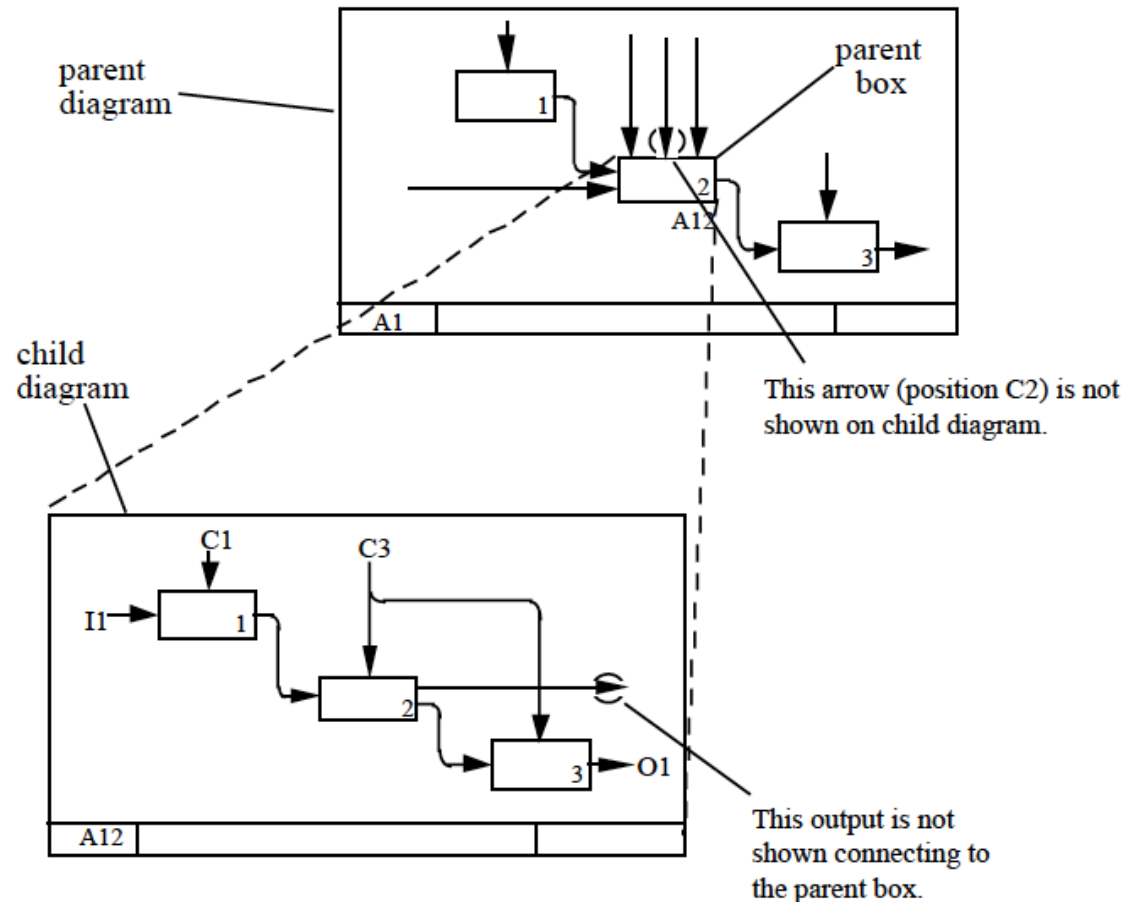 parent
diagram
parent
box
1
2
A12
3
A1
This arrow (position C2) is not
shown on child diagram.
child
diagram
C1
C3
I1
1
2
3
O1
A12
This output is not
shown connecting to
the parent box.